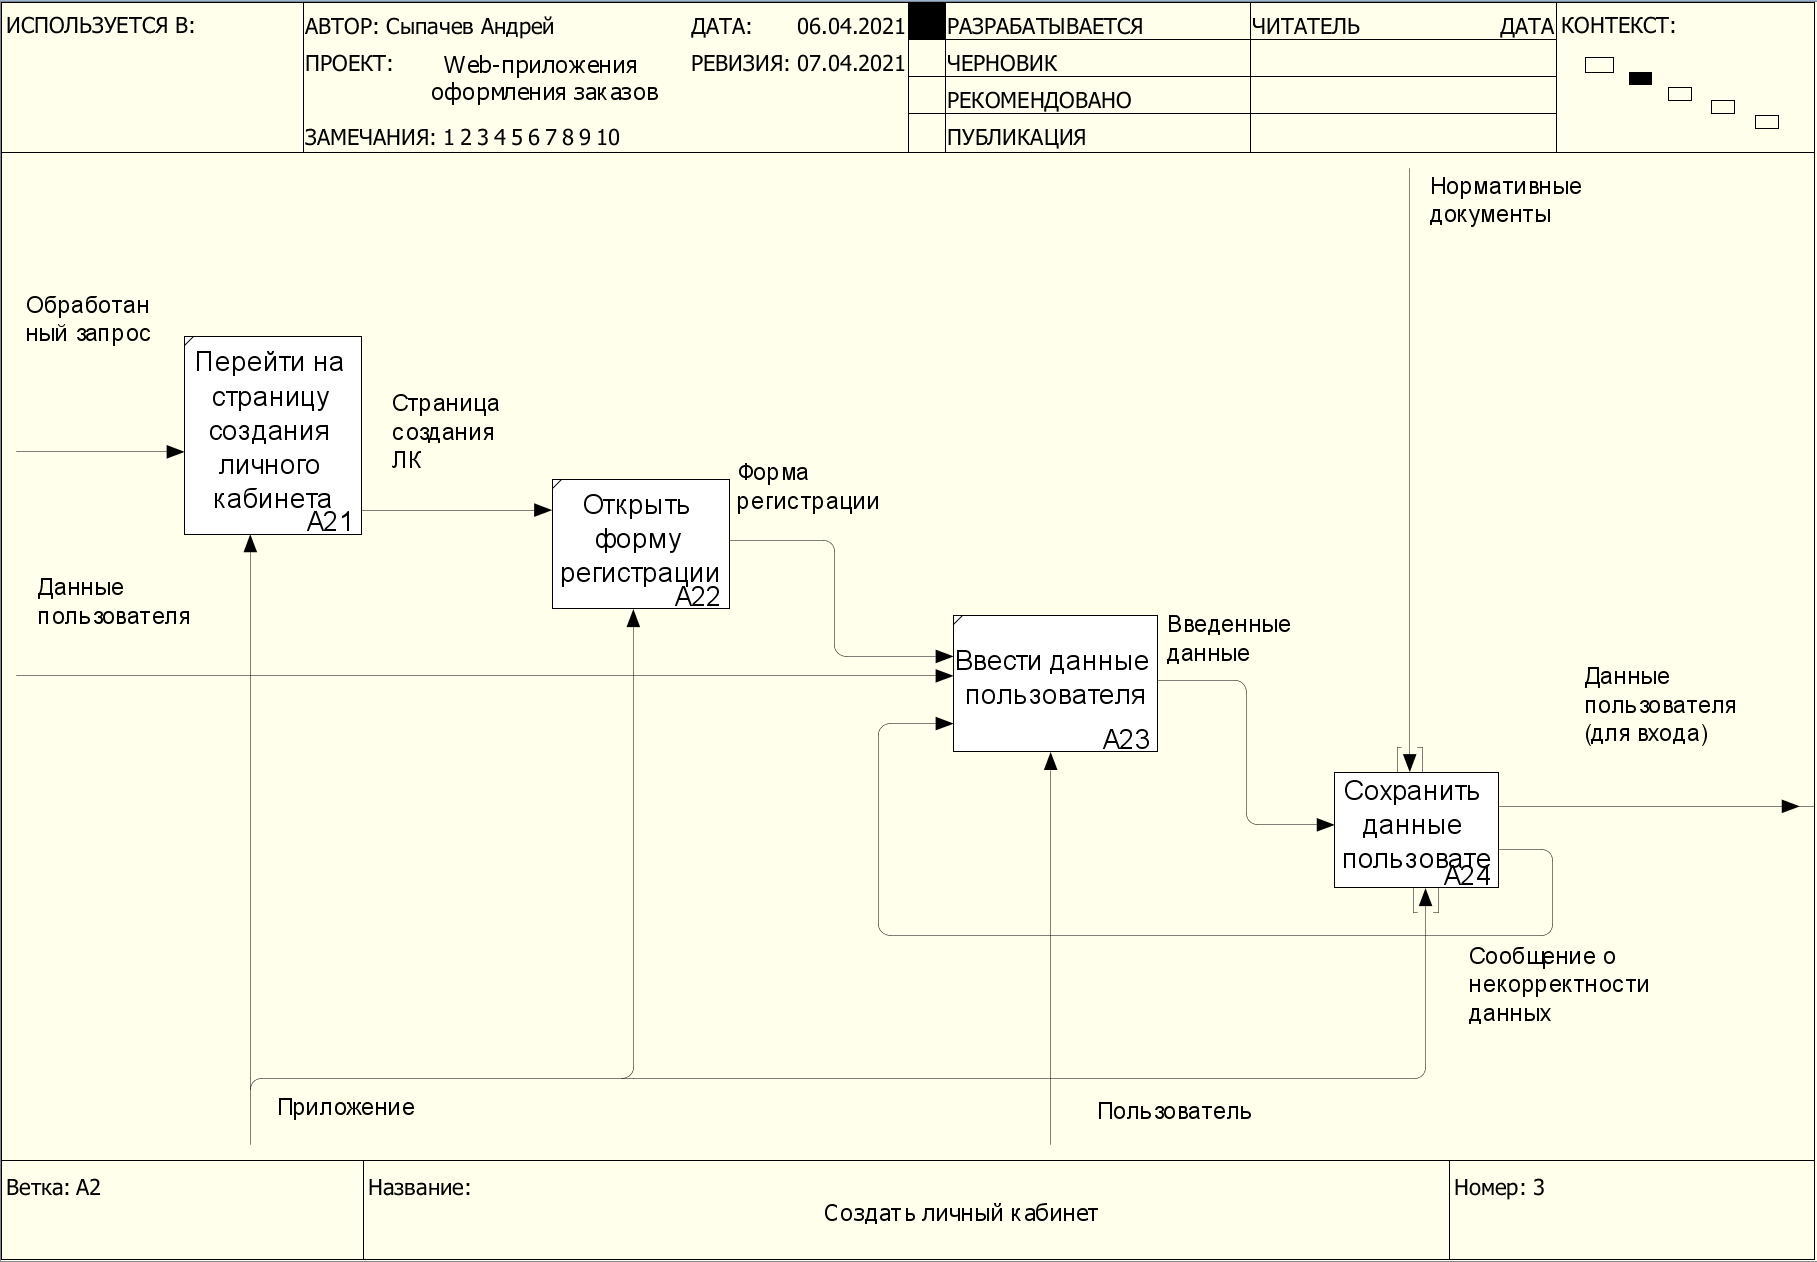 ИСПОЛЬЗУЕТСЯ В:
АВТОР: Сыпачев Андрей
ДАТА: 06.04.2021
ПРОЕКТ: Web-приложения
оформления заказов
РЕВИЗИЯ: 07.04.2021
ЗАМЕЧАНИЯ: 1 2 3 4 5 6 7 8 9 10
РАЗРАБАТЫВАЕТСЯ
ЧЕРНОВИК
РЕКОМЕНДОВАНО
ПУБЛИКАЦИЯ
ЧИТАТЕЛЬ ДАТА
КОНТЕКСТ:
Нормативные
документы
Обработан
ный запрос
Перейти на
страницу
создания
личного
кабинета
A21
Страница
создания
ЛК
Открыть
форму
регистрации
A22
Форма
регистрации
Данные
пользователя
Ввести данные
пользователя
A23
Введенные
данные
Сохранить
данные
пользовате
A24
Данные
пользователя
(для входа)
Сообщение о
некорректности
данных
Приложение
Пользователь
Ветка: A2
Название:
Создать личный кабинет
Номер: 3